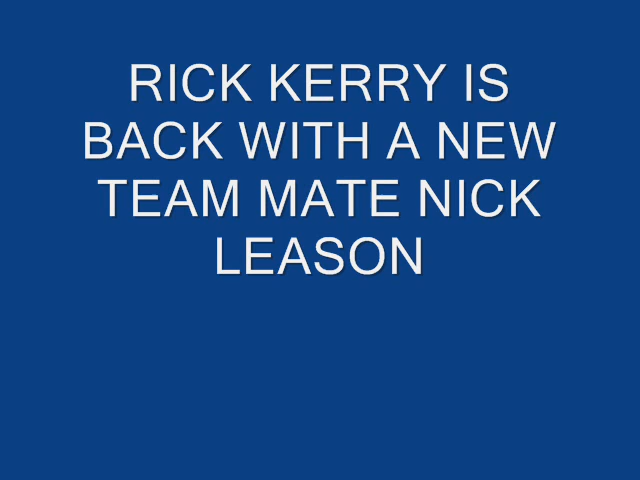 RICK KERRY IS
BACK WITH A NEW
TEAM MATE NICK
LEASON